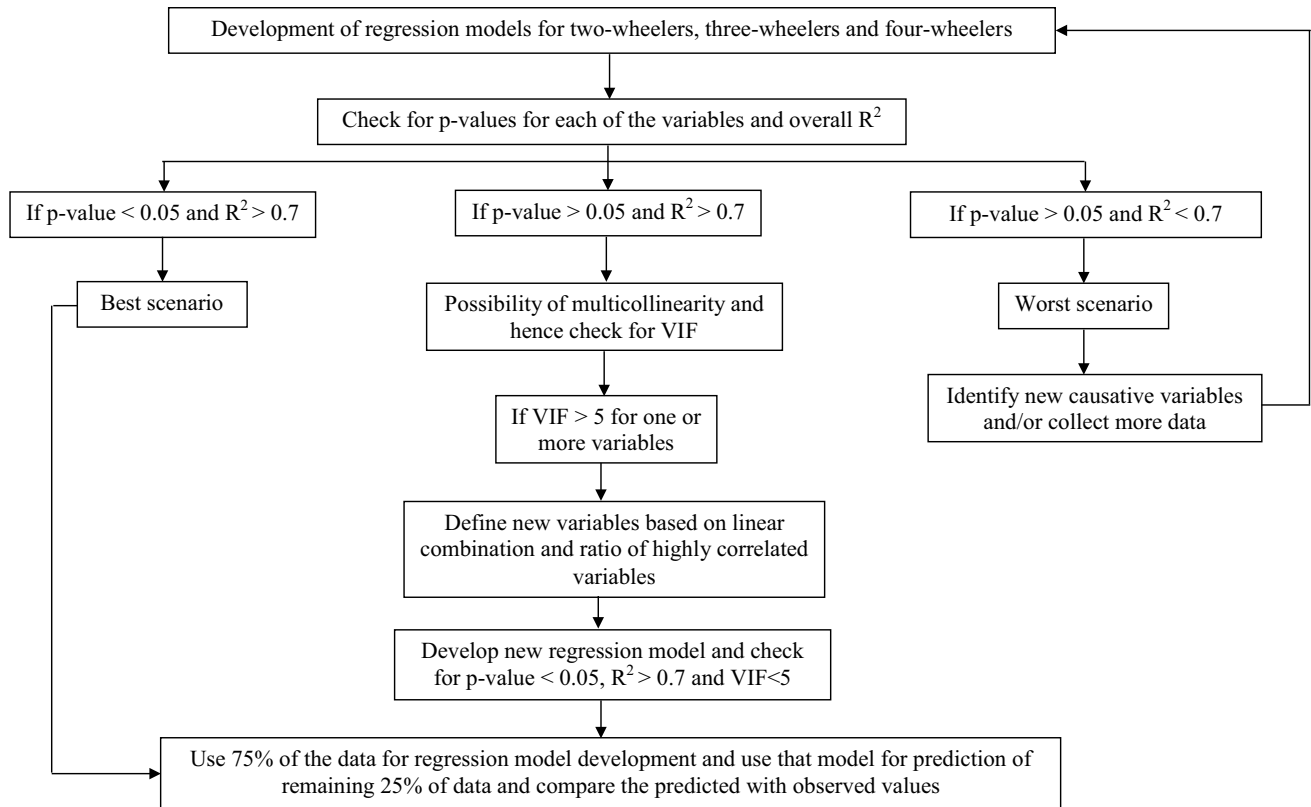 Development of regression models for two-wheelers, three-wheelers and four-wheelers
Check for p-values for each of the variables and overall R²
If p-value < 0.05 and R² > 0.7
If p-value > 0.05 and R² > 0.7
If p-value > 0.05 and R² < 0.7
Best scenario
Possibility of multicollinearity and
hence check for VIF
Worst scenario
If VIF > 5 for one or
more variables
Identify new causative variables
and/or collect more data
Define new variables based on linear
combination and ratio of highly correlated
variables
Develop new regression model and check
for p-value < 0.05, R² > 0.7 and VIF<5
Use 75% of the data for regression model development and use that model for prediction of
remaining 25% of data and compare the predicted with observed values